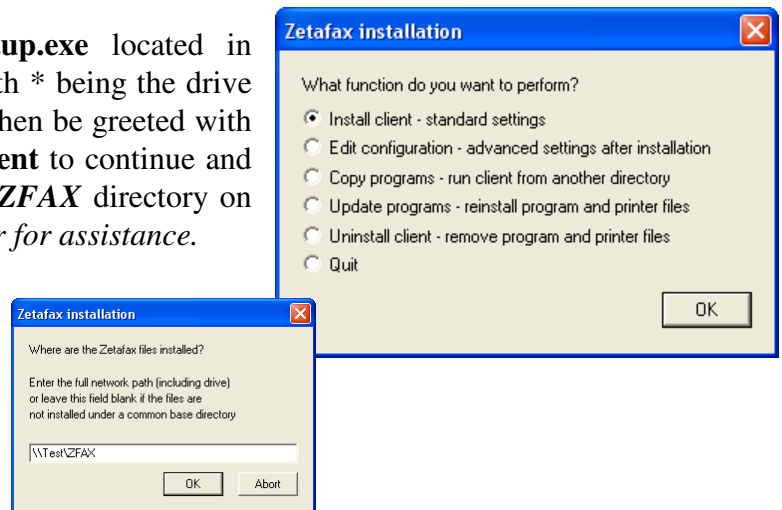 up.exe located in
th * being the drive
hen be greeted with
ent to continue and
ZFAX directory on
r for assistance.
Zetafax installation
What function do you want to perform?
Install client - standard settings
Edit configuration - advanced settings after installation
Copy programs - run client from another directory
Update programs - reinstall program and printer files
Uninstall client - remove program and printer files
Quit
OK
Zetafax installation
Where are the Zetafax files installed?
Enter the full network path (including drive)
or leave this field blank if the files are
not installed under a common base directory
\\Test\ZFAX
OK Abort